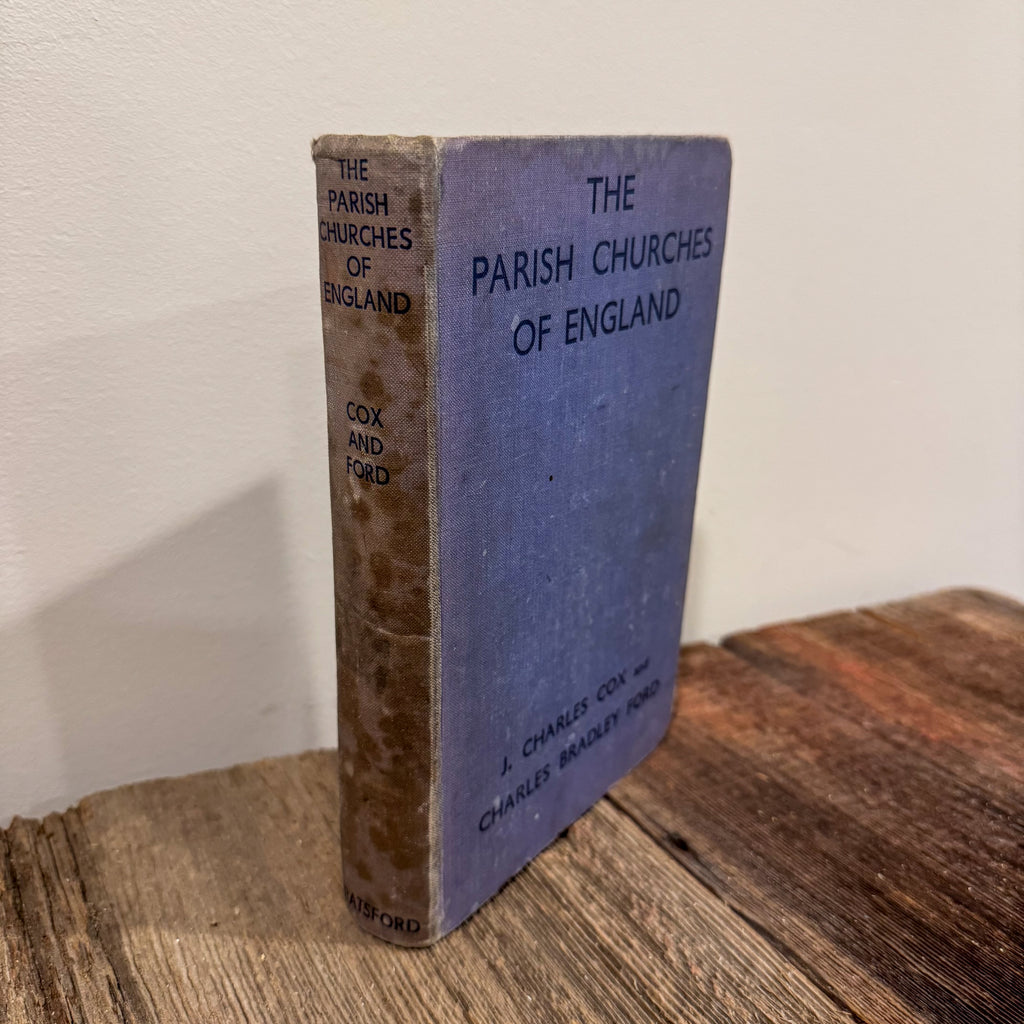 THE
PARISH
CHURCHES
OF
ENGLAND
COX
AND
FORD
BATSFORD
THE
PARISH CHURCHES
OF ENGLAND
J. CHARLES COX and
CHARLES BRADLEY FORD